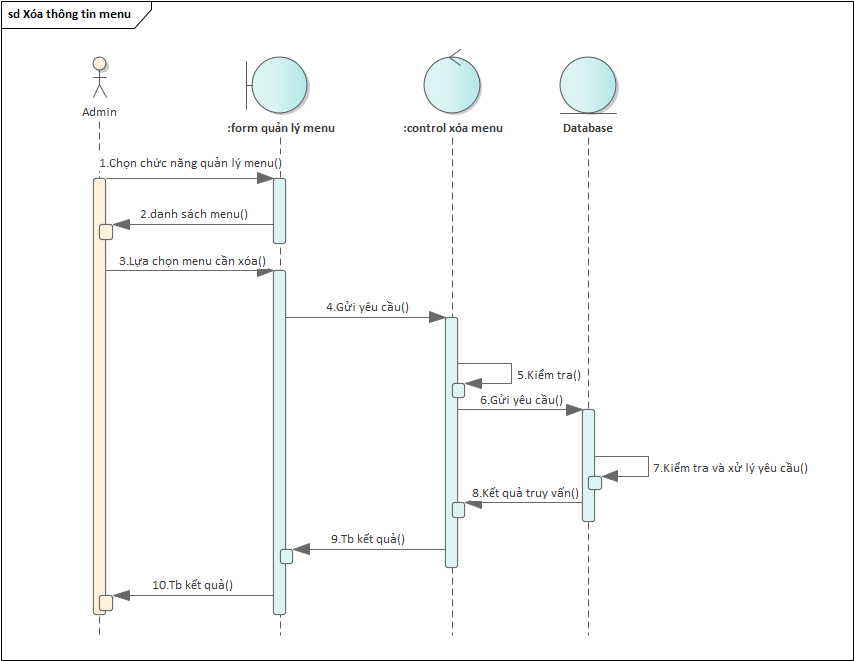 sd Xóa thông tin menu
Admin
:form quản lý menu
:control xóa menu
Database
1.Chọn chức năng quản lý menu()
2.danh sách menu()
3.Lựa chọn menu cần xóa()
4.Gửi yêu cầu()
5.Kiểm tra()
6.Gửi yêu cầu()
7.Kiểm tra và xử lý yêu cầu()
8.Kết quả truy vấn()
9.Tb kết quả()
10.Tb kết quả()